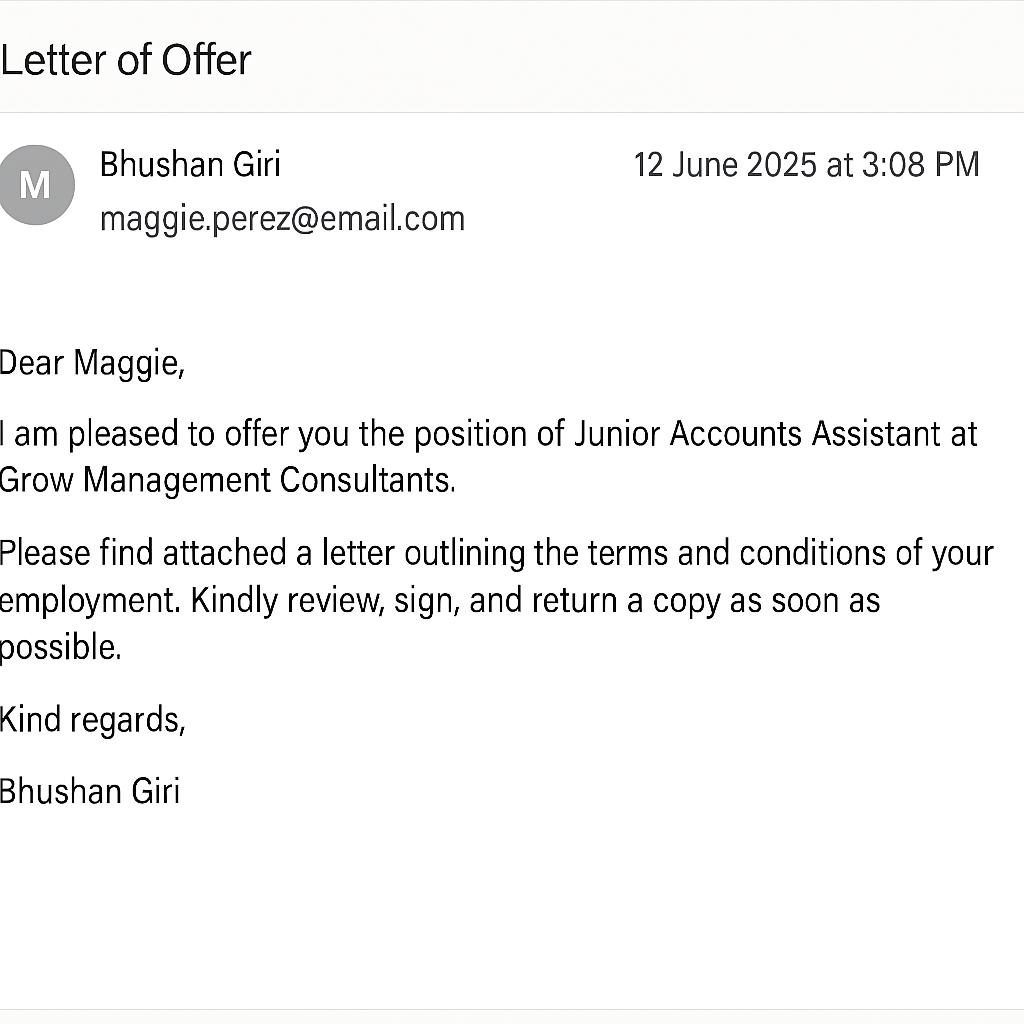 Letter of Offer
M
Bhushan Giri
12 June 2025 at 3:08 PM
maggie.perez@email.com
Dear Maggie,
I am pleased to offer you the position of Junior Accounts Assistant at
Grow Management Consultants.
Please find attached a letter outlining the terms and conditions of your
employment. Kindly review, sign, and return a copy as soon as
possible.
Kind regards,
Bhushan Giri